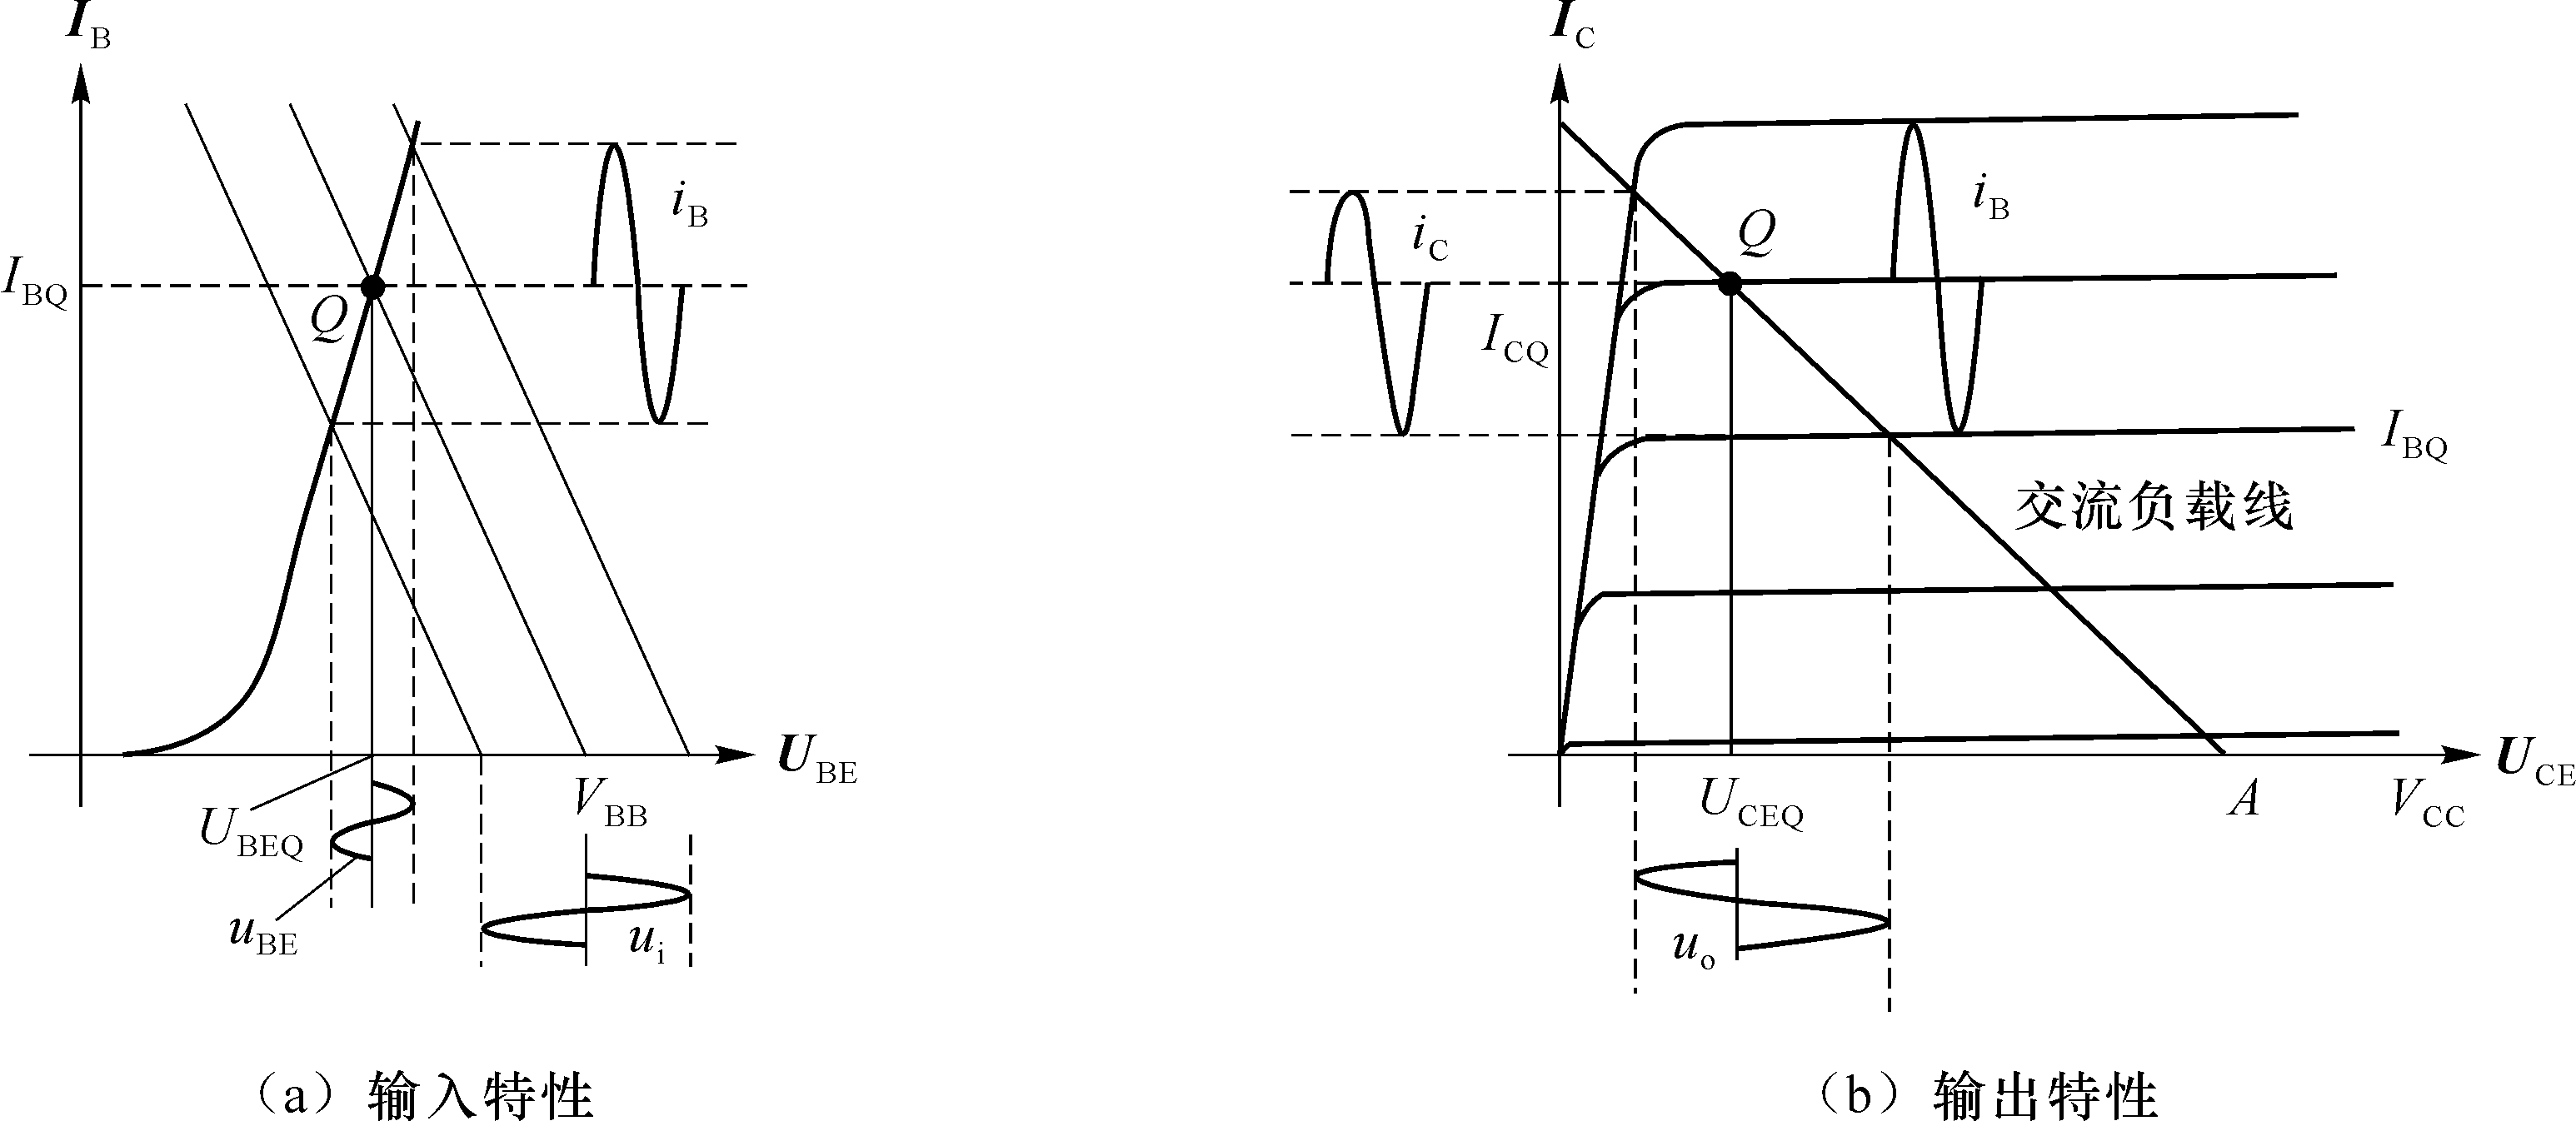 I_B
i_B
I_BQ
Q
U_BE
U_BEQ
V_BB
u_BE
u_i
(a) 输入特性
I_C
i_B
i_C
Q
I_CQ
I_BQ
交流负载线
U_CE
U_CEQ
A
V_CC
u_o
(b) 输出特性